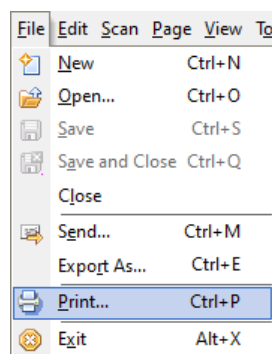 File Edit Scan Page View To
New Ctrl+N
Open... Ctrl+O
Save Ctrl+S
Save and Close Ctrl+Q
Close
Send... Ctrl+M
Export As... Ctrl+E
Print... Ctrl+P
Exit Alt+X